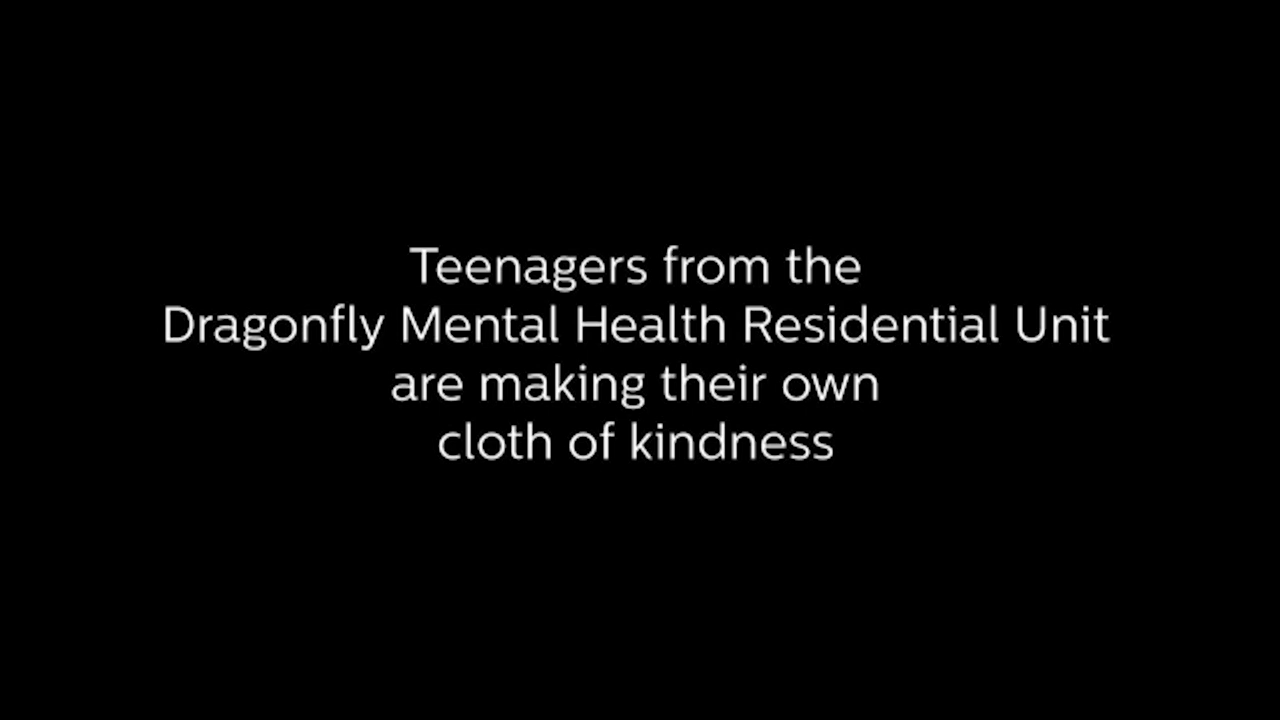 Teenagers from the
Dragonfly Mental Health Residential Unit
are making their own
cloth of kindness